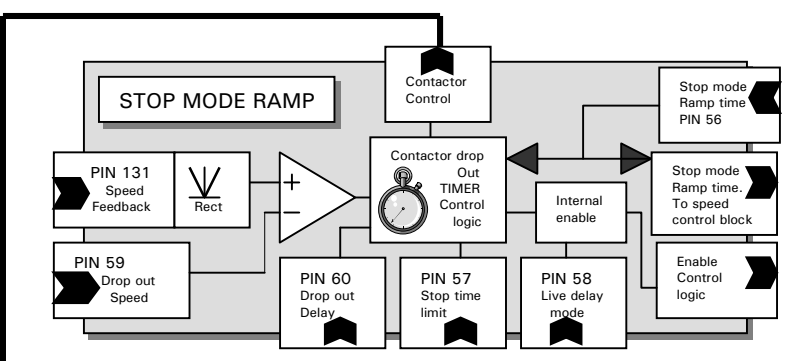 Contactor
Control
STOP MODE RAMP
Stop mode
Ramp time
PIN 56
PIN 131
Speed
Feedback
Rect
+
−
Contactor drop
Out
TIMER
Control
logic
Stop mode
Ramp time.
To speed
control block
Internal
enable
PIN 59
Drop out
Speed
PIN 60
Drop out
Delay
PIN 57
Stop time
limit
PIN 58
Live delay
mode
Enable
Control
logic